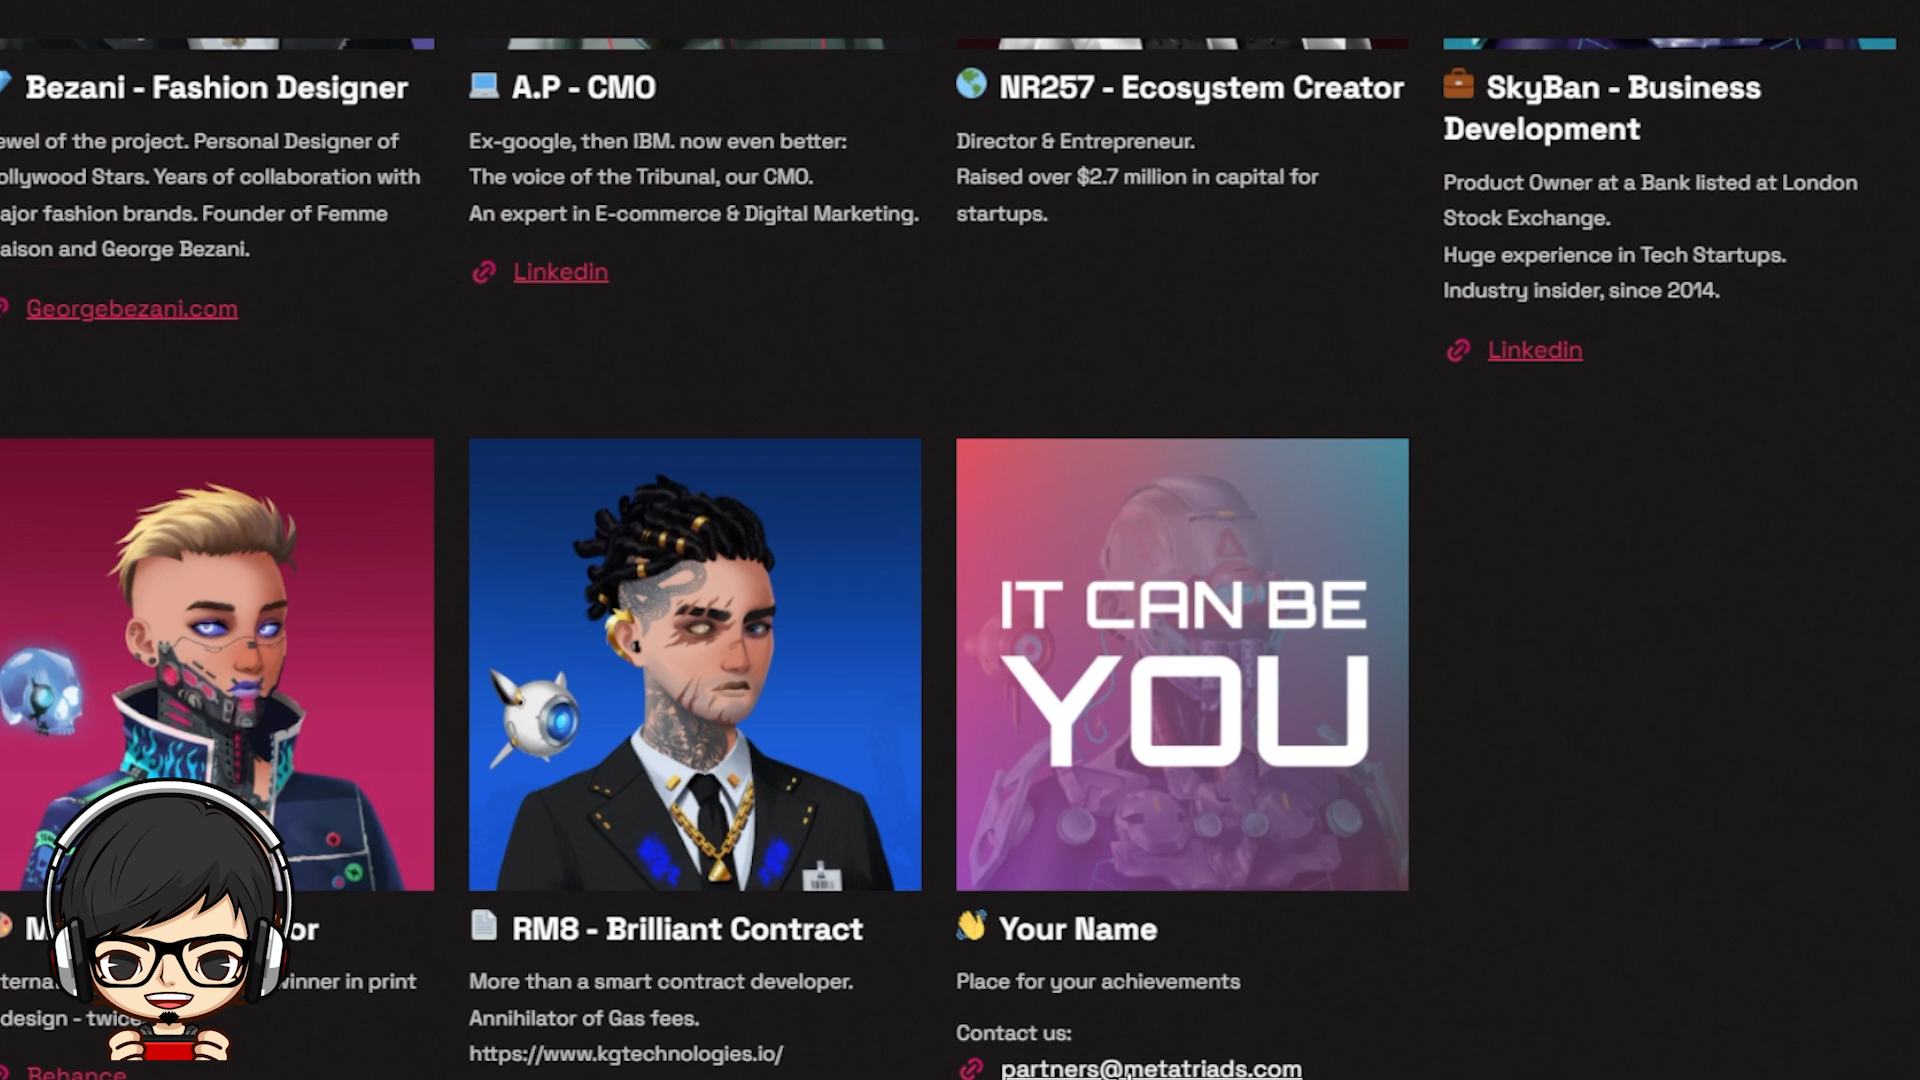 Bezani - Fashion Designer
ewel of the project. Personal Designer of
ollywood Stars. Years of collaboration with
ajor fashion brands. Founder of Femme
aison and George Bezani.
Georgebezani.com
A.P - CMO
Ex-google, then IBM. now even better:
The voice of the Tribunal, our CMO.
An expert in E-commerce & Digital Marketing.
Linkedin
NR257 - Ecosystem Creator
Director & Entrepreneur.
Raised over $2.7 million in capital for
startups.
SkyBan - Business
Development
Product Owner at a Bank listed at London
Stock Exchange.
Huge experience in Tech Startups.
Industry insider, since 2014.
Linkedin
M or
terna winner in print
design - twice
Behance
RM8 - Brilliant Contract
More than a smart contract developer.
Annihilator of Gas fees.
https://www.kgtechnologies.io/
IT CAN BE
YOU
Your Name
Place for your achievements
Contact us:
partners@metatriads.com